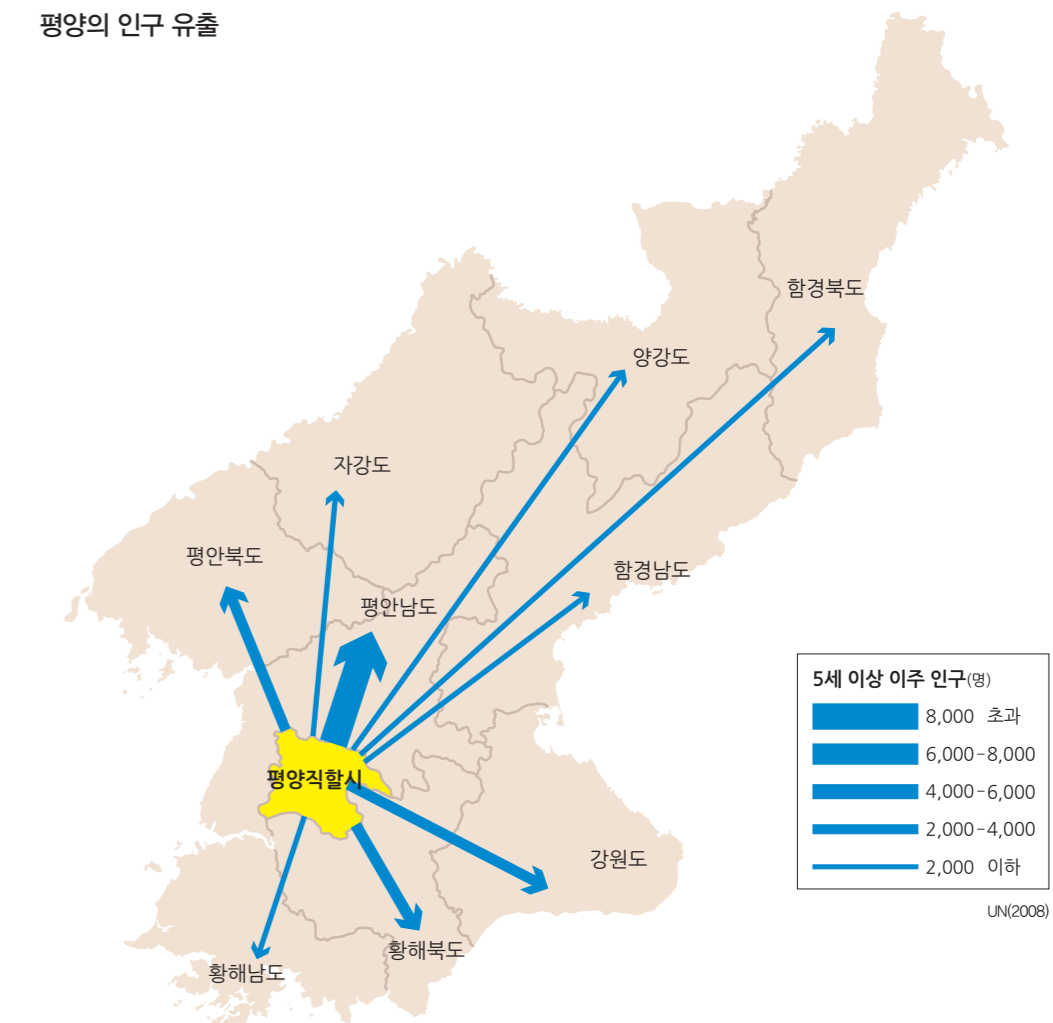 평양의 인구 유출
함경북도
양강도
자강도
평안북도
함경남도
평안남도
평양직할시
강원도
황해북도
황해남도
5세 이상 이주 인구(명)
8,000 초과
6,000-8,000
4,000-6,000
2,000-4,000
2,000 이하
UN(2008)